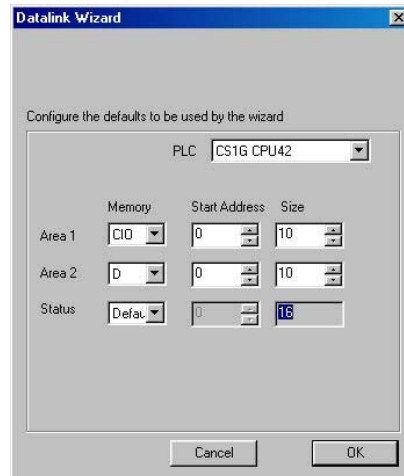 Datalink Wizard
Configure the defaults to be used by the wizard
PLC CS1G CPU42
Memory Start Address Size
Area 1 CIO 0 10
Area 2 D 0 10
Status Defau 0 16
Cancel OK